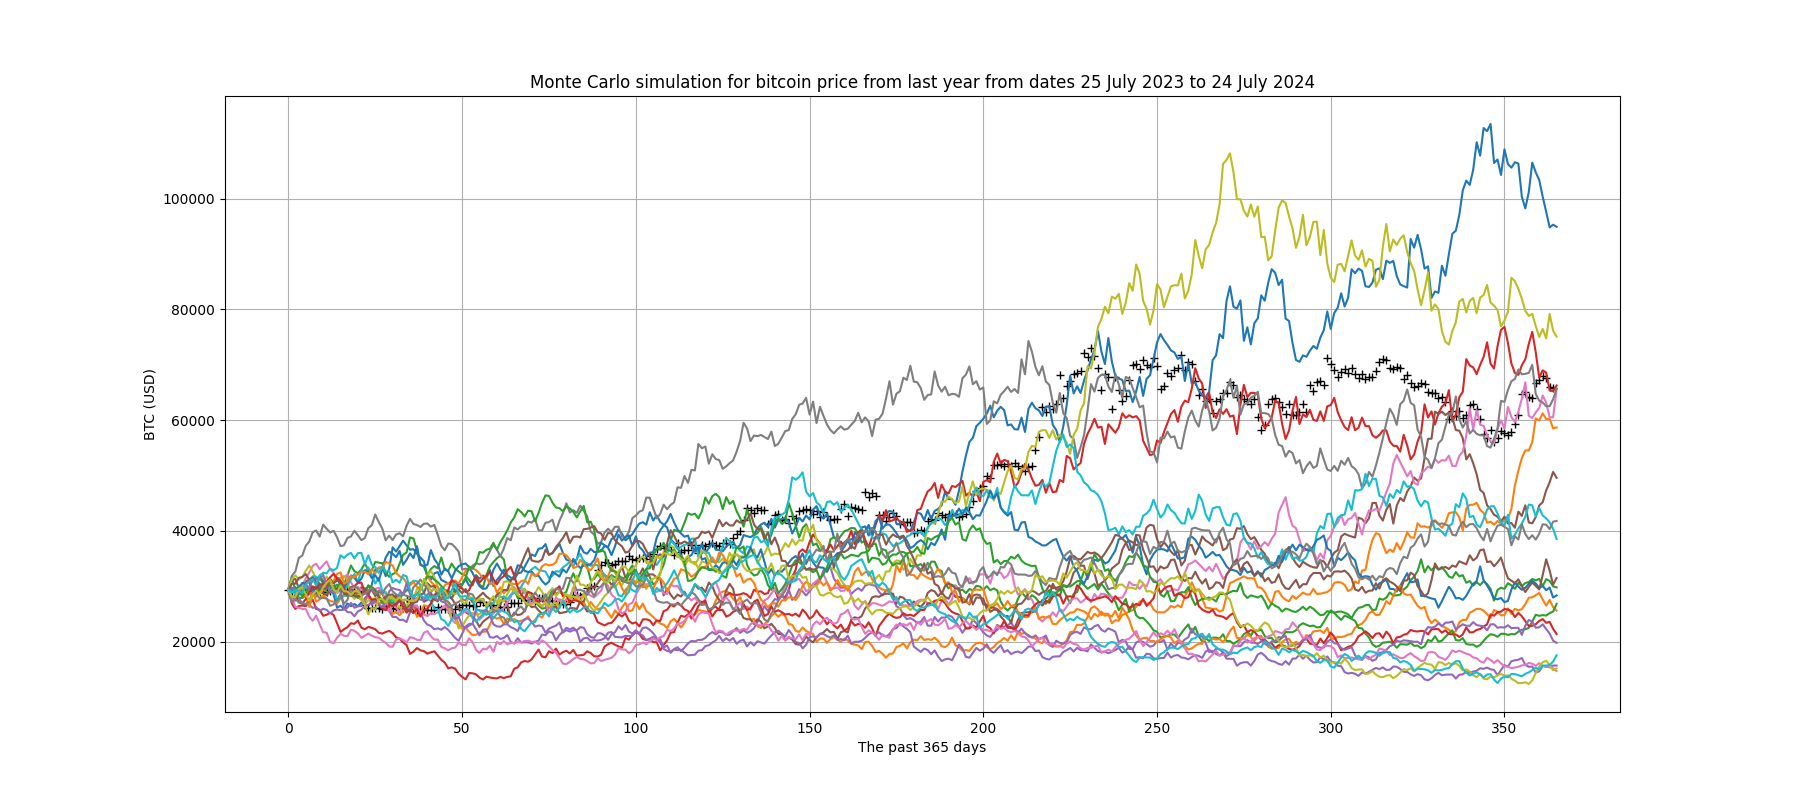 Monte Carlo simulation for bitcoin price from last year from dates 25 July 2023 to 24 July 2024
100000
80000
60000
40000
20000
BTC (USD)
0 50 100 150 200 250 300 350
The past 365 days